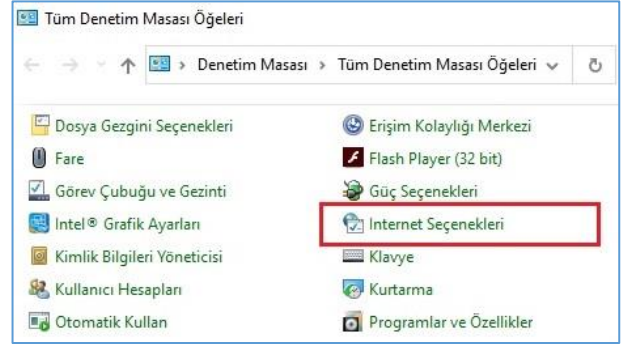 Tüm Denetim Masası Öğeleri
Denetim Masası › Tüm Denetim Masası Öğeleri
Dosya Gezgini Seçenekleri
Fare
Görev Çubuğu ve Gezinti
Intel® Grafik Ayarları
Kimlik Bilgileri Yöneticisi
Kullanıcı Hesapları
Otomatik Kullan
Erişim Kolaylığı Merkezi
Flash Player (32 bit)
Güç Seçenekleri
Internet Seçenekleri
Klavye
Kurtarma
Programlar ve Özellikler